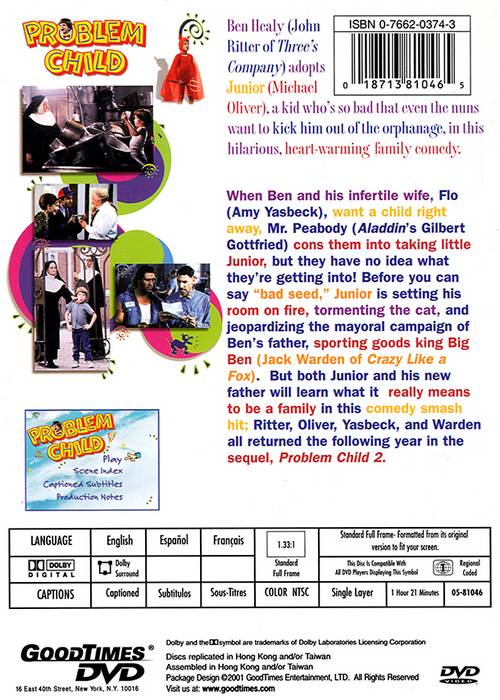 PROBLEM
CHILD
Ben Healy (John
Ritter of Three's
Company) adopts
Junior (Michael
Oliver), a kid who's so bad that even the nuns
want to kick him out of the orphanage, in this
hilarious, heart-warming family comedy.
ISBN 0-7662-0374-3
0 18713 81046 5
When Ben and his infertile wife, Flo
(Amy Yasbeck), want a child right
away, Mr. Peabody (Aladdin's Gilbert
Gottfried) cons them into taking little
Junior, but they have no idea what
they're getting into! Before you can
say “bad seed,” Junior is setting his
room on fire, tormenting the cat, and
jeopardizing the mayoral campaign of
Ben's father, sporting goods king Big
Ben (Jack Warden of Crazy Like a
Fox). But both Junior and his new
father will learn what it really means
to be a family in this comedy smash
hit; Ritter, Oliver, Yasbeck, and Warden
all returned the following year in the
sequel, Problem Child 2.
PROBLEM
CHILD
Play
Scene Index
Captioned Subtitles
Production Notes
LANGUAGE English Español Français 1.33:1 Standard Full Frame- Formatted from its original
version to fit your screen.
DOLBY
DIGITAL
Dolby
Surround
Standard
Full Frame
This Disc Is Compatible With
All DVD Players Displaying This Symbol
Regional
Coded
CAPTIONS Captioned Subtítulos Sous-Titres COLOR NTSC Single Layer 1 Hour 21 Minutes 05-81046
GOODTIMES
DVD
16 East 40th Street, New York, N.Y. 10016
Dolby and the symbol are trademarks of Dolby Laboratories Licensing Corporation
Discs replicated in Hong Kong and/or Taiwan
Assembled in Hong Kong and/or Taiwan
Package Design ©2001 GoodTimes Entertainment, LTD. All Rights Reserved
Visit us at: www.goodtimes.com
DVD